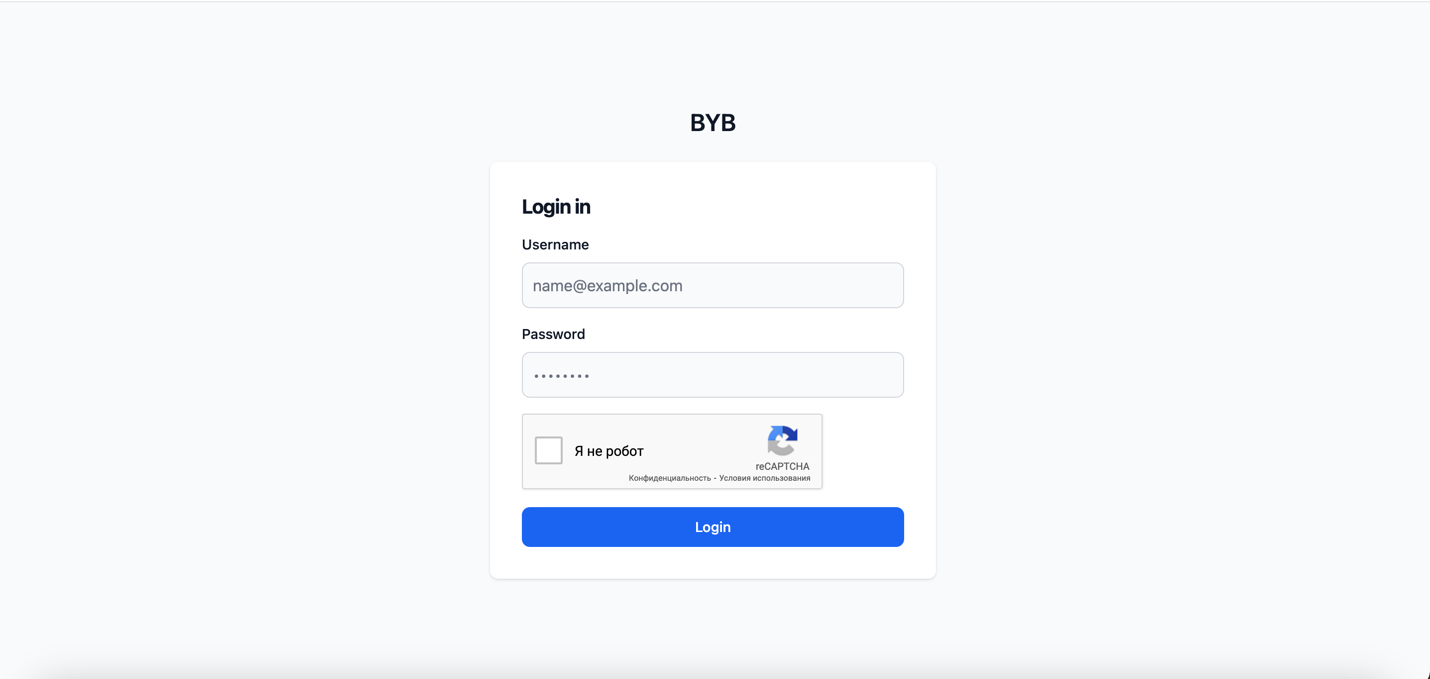 BYB
Login in
Username
name@example.com
Password
••••••••
Я не робот
reCAPTCHA
Конфиденциальность - Условия использования
Login